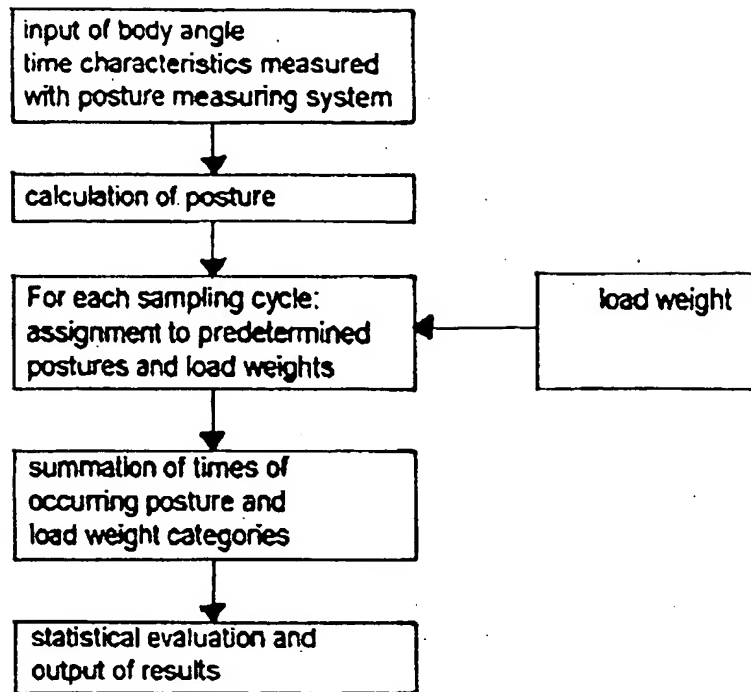 input of body angle
time characteristics measured
with posture measuring system
calculation of posture
For each sampling cycle:
assignment to predetermined
postures and load weights
load weight
summation of times of
occurring posture and
load weight categories
statistical evaluation and
output of results